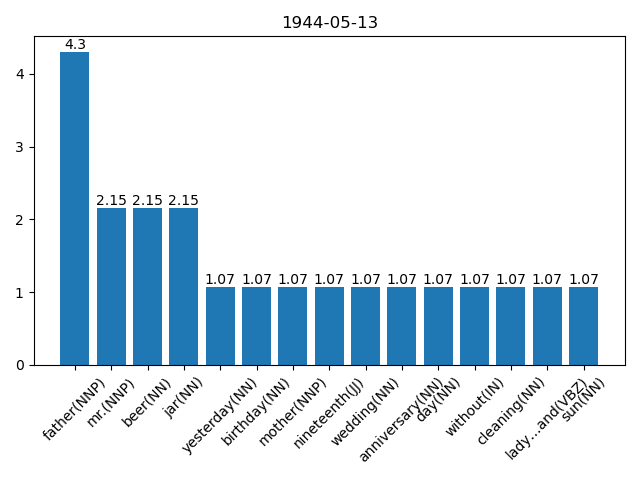 1944-05-13
4.3
2.15 2.15 2.15
1.07 1.07 1.07 1.07 1.07 1.07 1.07 1.07 1.07 1.07 1.07
4
3
2
1
0
father(NNP)
mr.(NNP)
beer(NN)
jar(NN)
yesterday(NN)
birthday(NN)
mother(NNP)
nineteenth(JJ)
wedding(NN)
anniversary(NN)
day(NN)
without(IN)
cleaning(NN)
lady...and(VBZ)
sun(NN)